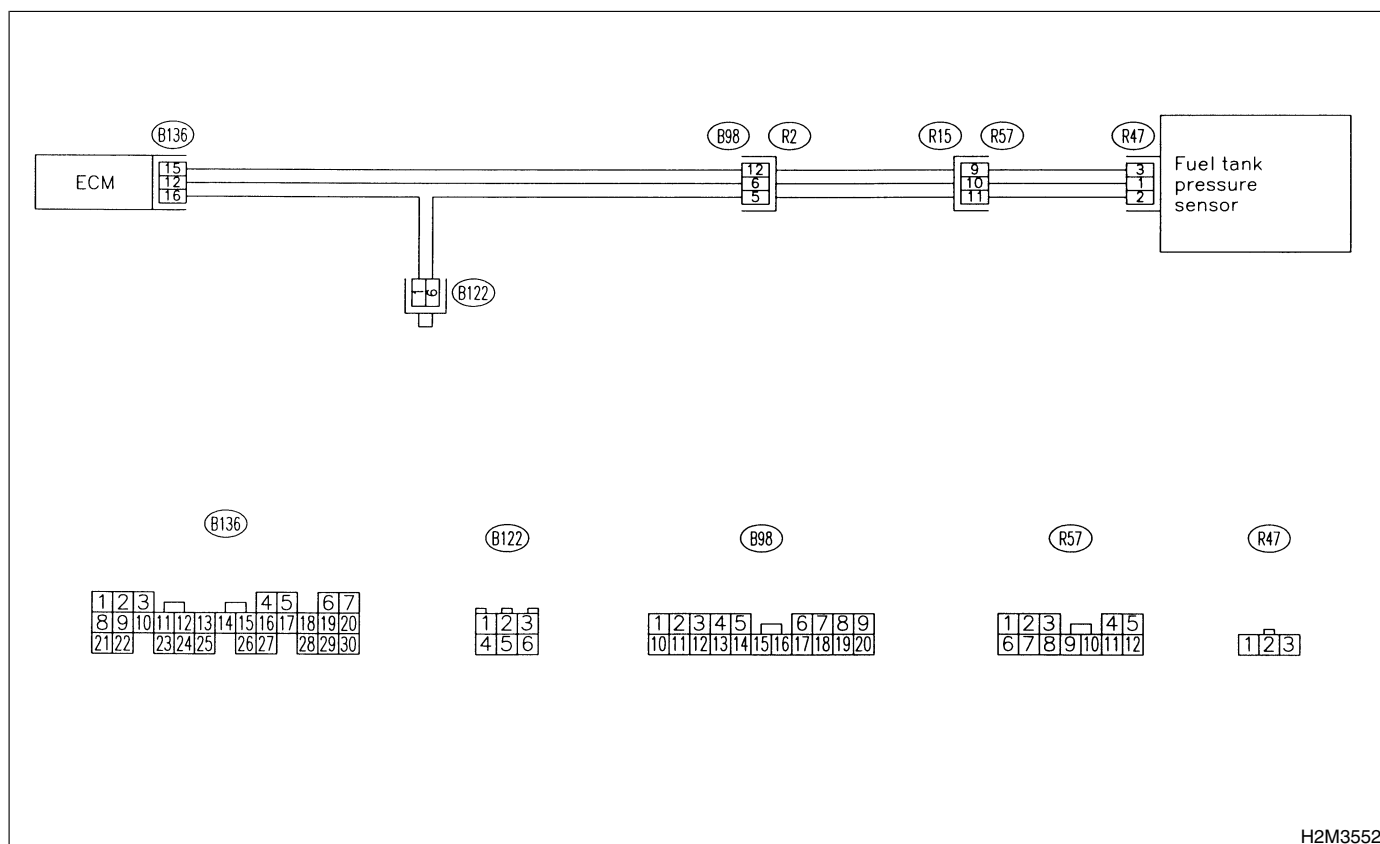 B136
B98
R2
R15
R57
R47
ECM
15
12
16
12
6
5
9
10
11
3
1
2
Fuel tank
pressure
sensor
1 6
B122
B136
B122
B98
R57
R47
1 2 3 4 5 6 7
8 9 10 11 12 13 14 15 16 17 18 19 20
21 22 23 24 25 26 27 28 29 30
1 2 3
4 5 6
1 2 3 4 5 6 7 8 9
10 11 12 13 14 15 16 17 18 19 20
1 2 3 4 5
6 7 8 9 10 11 12
1 2 3
H2M3552